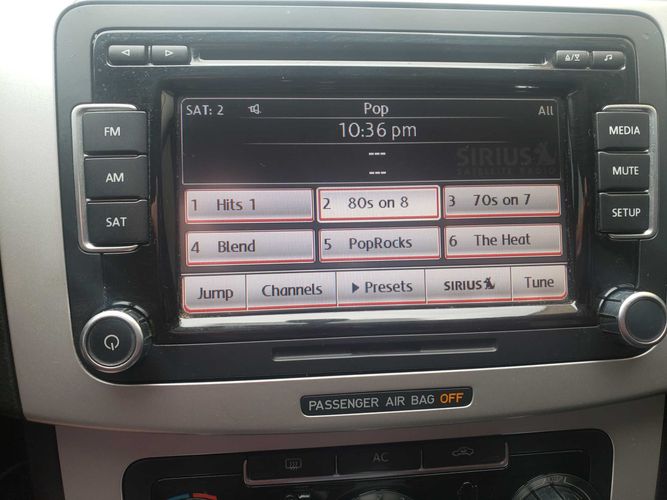 SAT: 2 Pop All
10:36 pm
---
---
SIRIUS
SATELLITE RADIO
FM
AM
SAT
MEDIA
MUTE
SETUP
1 Hits 1 2 80s on 8 3 70s on 7
4 Blend 5 PopRocks 6 The Heat
Jump Channels Presets SIRIUS Tune
PASSENGER AIR BAG OFF
AC